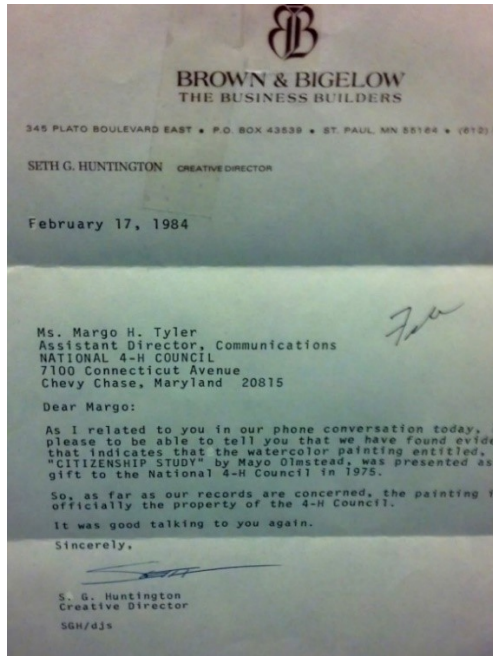 BB
BROWN & BIGELOW
THE BUSINESS BUILDERS
345 PLATO BOULEVARD EAST • P.O. BOX 43539 • ST. PAUL, MN 55164 • (612)
SETH G. HUNTINGTON CREATIVE DIRECTOR
February 17, 1984
Ms. Margo H. Tyler
Assistant Director, Communications
NATIONAL 4-H COUNCIL
7100 Connecticut Avenue
Chevy Chase, Maryland 20815
Dear Margo:
As I related to you in our phone conversation today,
please to be able to tell you that we have found evide
that indicates that the watercolor painting entitled,
"CITIZENSHIP STUDY" by Mayo Olmstead, was presented as
gift to the National 4-H Council in 1975.
So, as far as our records are concerned, the painting i
officially the property of the 4-H Council.
It was good talking to you again.
Sincerely,
S. G. Huntington
Creative Director
SGH/djs